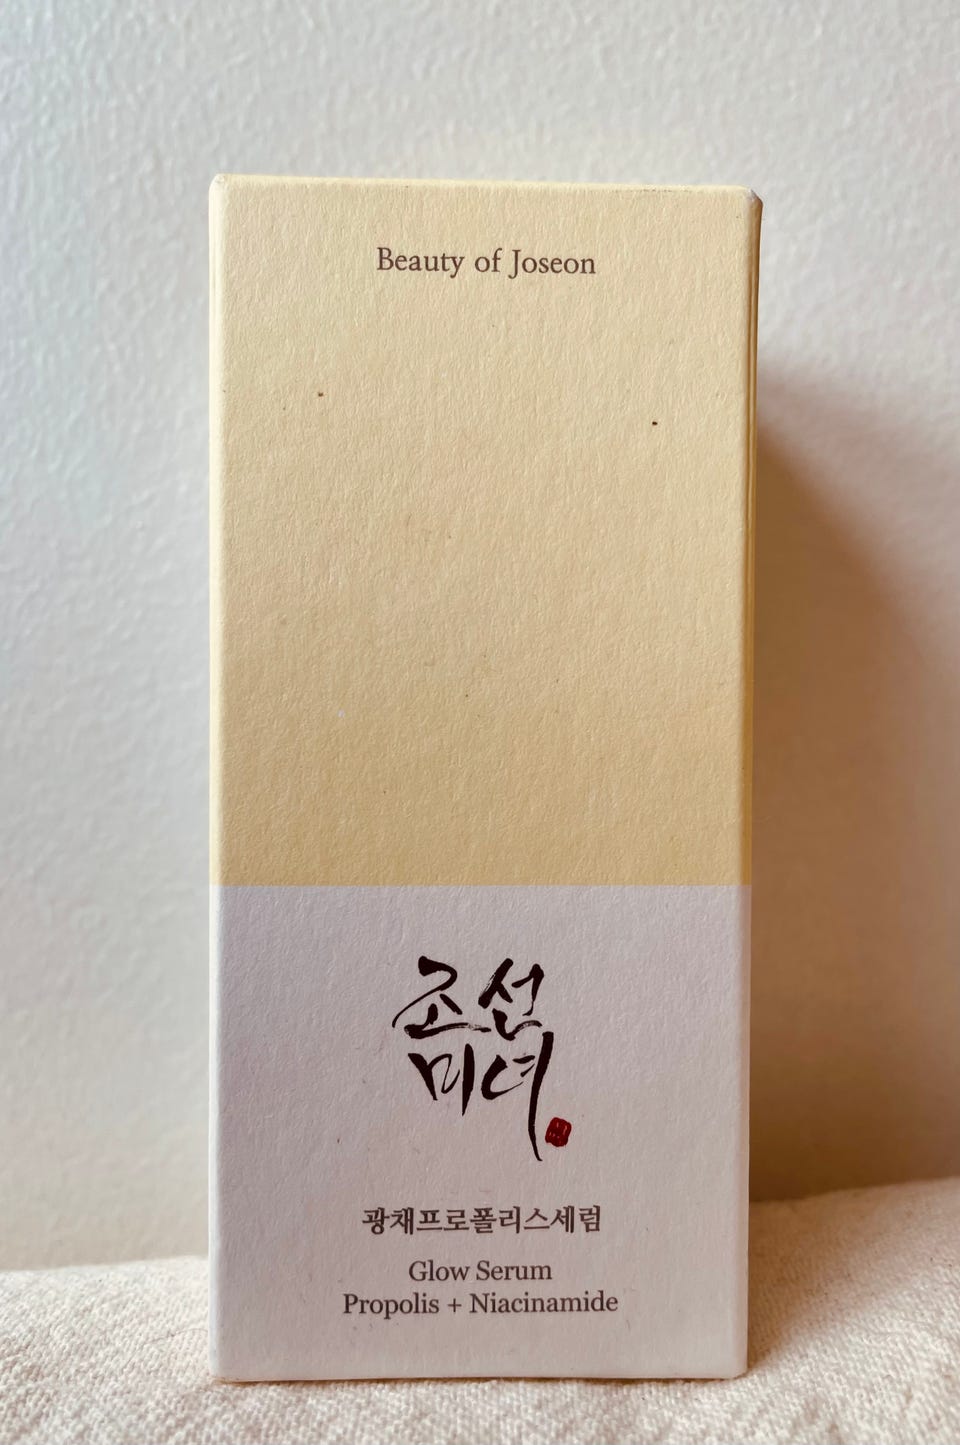 Beauty of Joseon
조선
미녀
광채프로폴리스세럼
Glow Serum
Propolis + Niacinamide